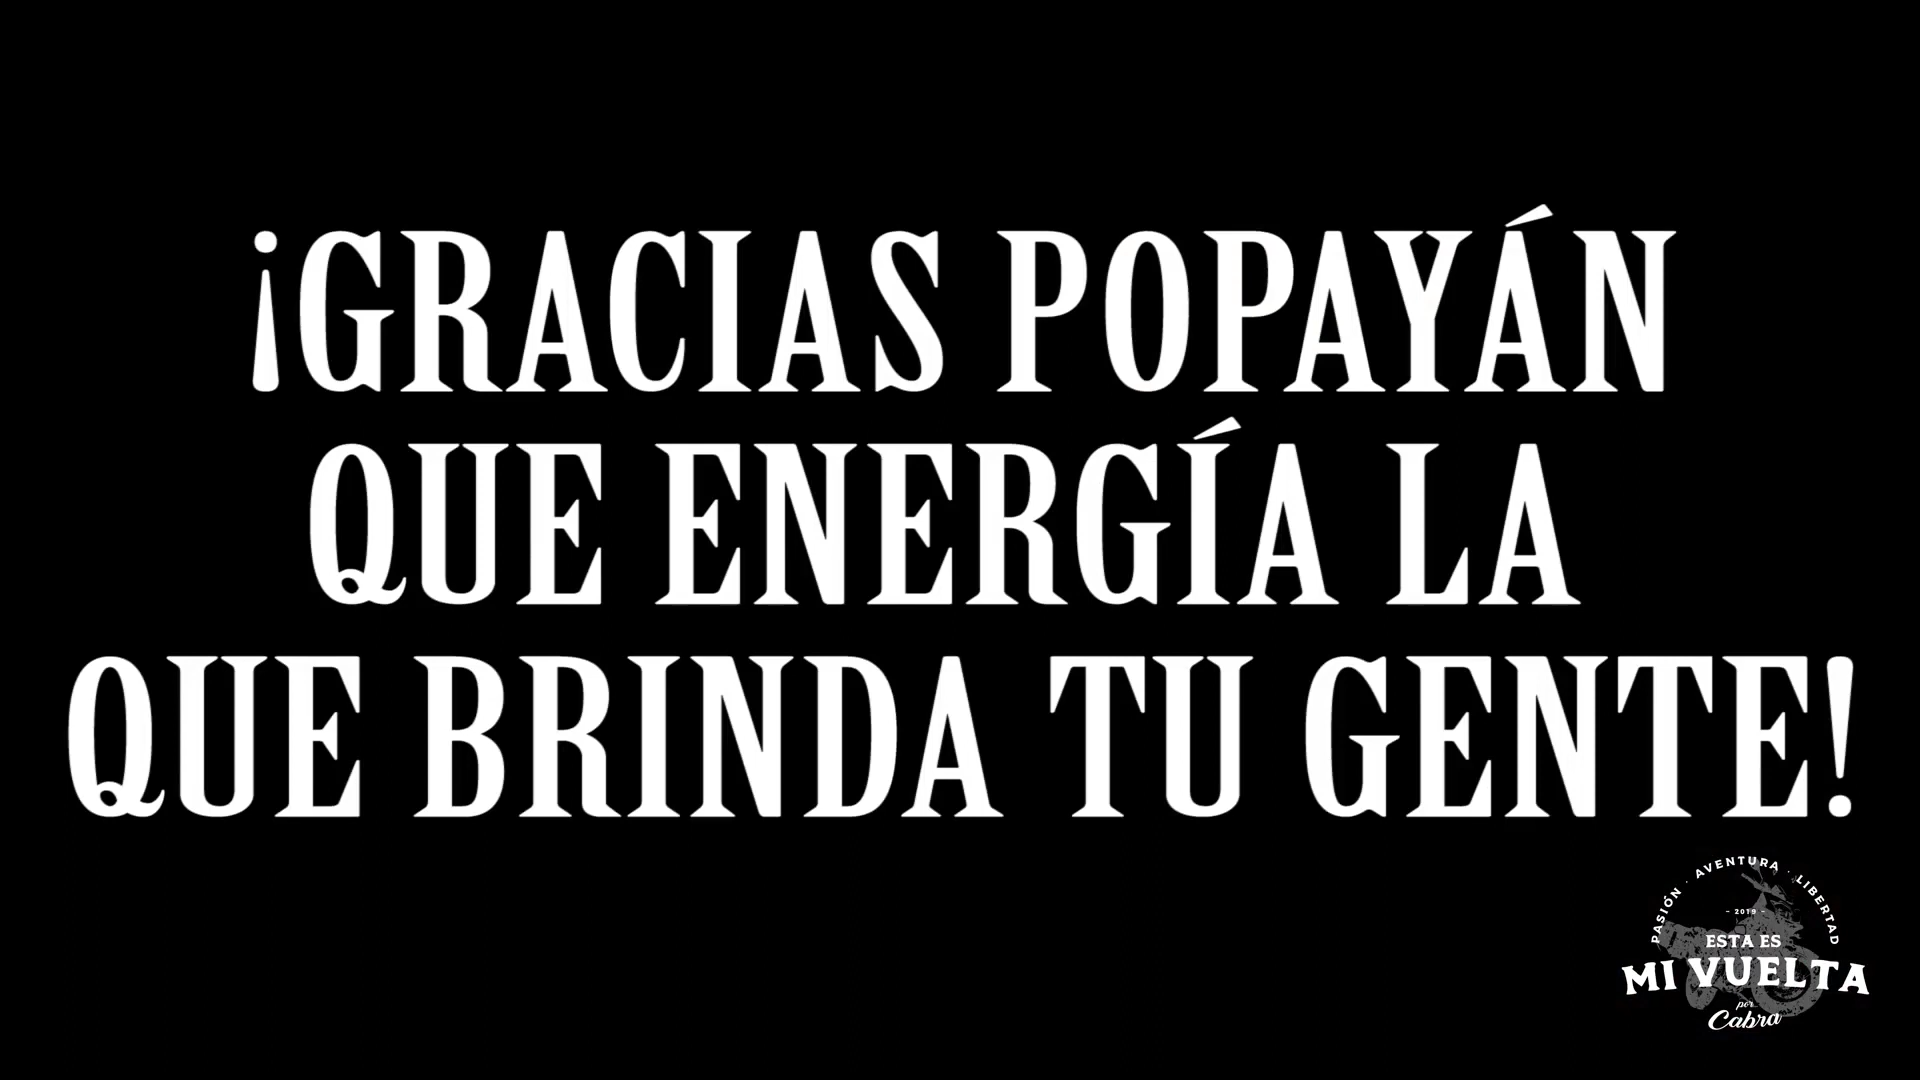 ¡GRACIAS POPAYÁN
QUE ENERGÍA LA
QUE BRINDA TU GENTE!
PASIÓN · AVENTURA · LIBERTAD
- 2019 -
ESTA ES
MI VUELTA
por
Cabra